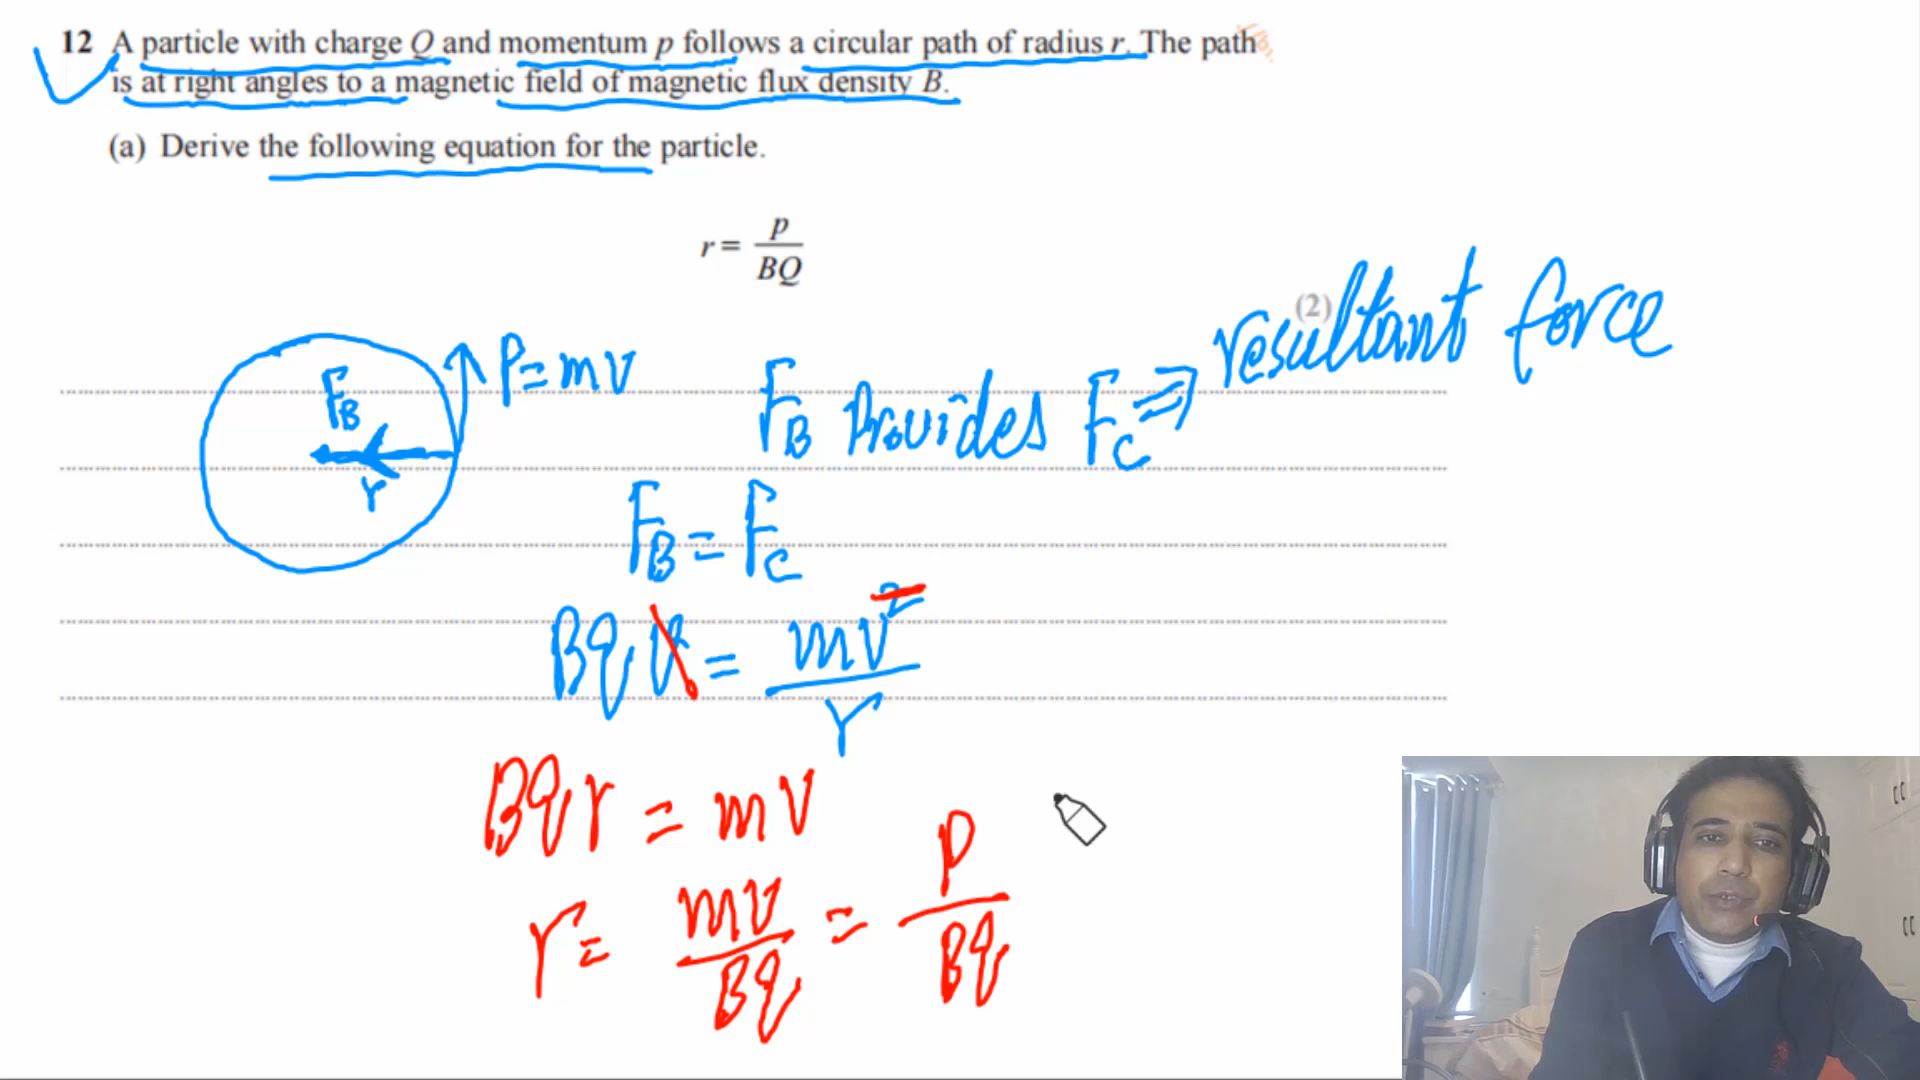 12 A particle with charge Q and momentum p follows a circular path of radius r. The path
is at right angles to a magnetic field of magnetic flux density B.
(a) Derive the following equation for the particle.
r = p / BQ
(2)
P = mv
F_B
r
F_B Provides F_C ⇒ resultant force
F_B = F_C
Bqv = mv² / r
Bqr = mv
r = mv / Bq = P / Bq